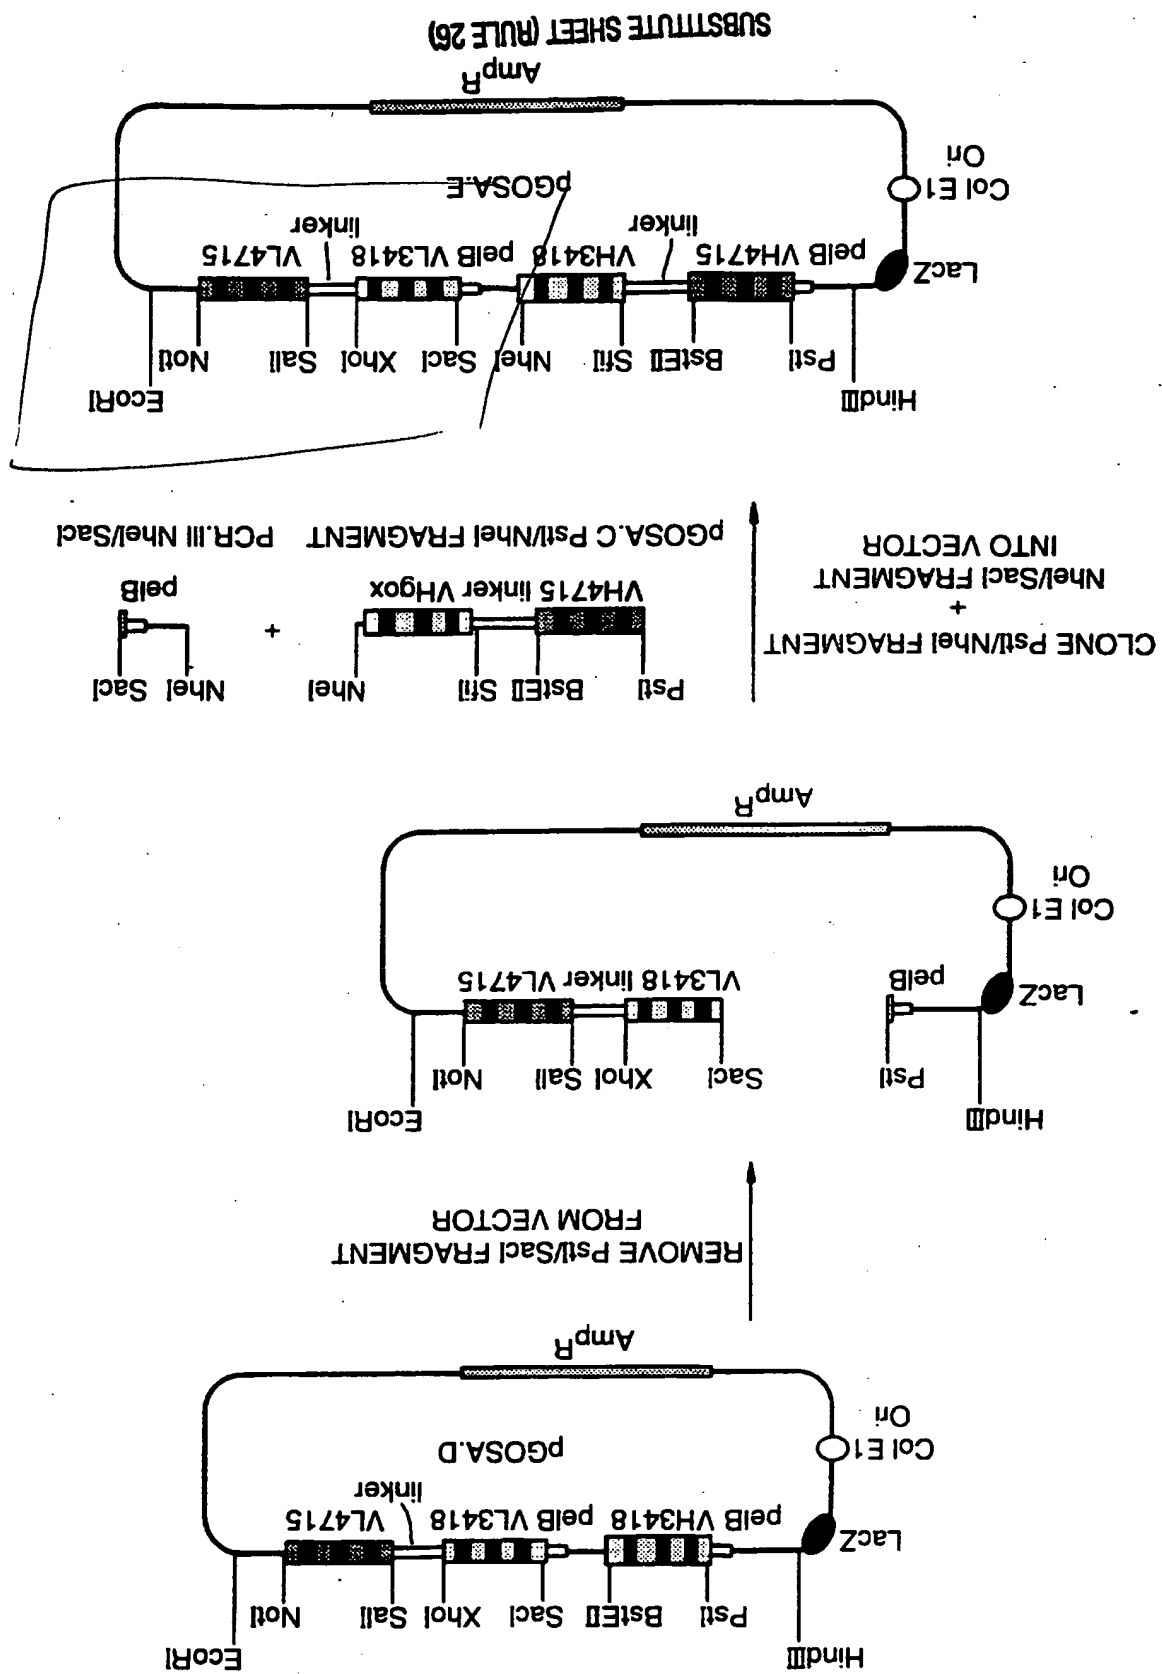 HindIII EcoRI
PstI BstEII SacI XhoI SalI NotI
LacZ
pelB VH3418 pelB VL3418 VL4715
linker
pGOSA.D
Col E1
Ori
AmpR
REMOVE PstI/SacI FRAGMENT
FROM VECTOR
HindIII EcoRI
PstI SacI XhoI SalI NotI
LacZ
pelB VL3418 linker VL4715
Col E1
Ori
AmpR
CLONE PstI/NheI FRAGMENT
+
NheI/SacI FRAGMENT
INTO VECTOR
PstI BstEII SfiI NheI NheI SacI
+
VH4715 linker VHgox pelB
pGOSA.C PstI/NheI FRAGMENT PCR.III NheI/SacI
HindIII EcoRI
PstI BstEII SfiI NheI SacI XhoI SalI NotI
LacZ
pelB VH4715 VH3418 pelB VL3418 VL4715
linker linker
pGOSA.E
Col E1
Ori
AmpR
SUBSTITUTE SHEET (RULE 26)